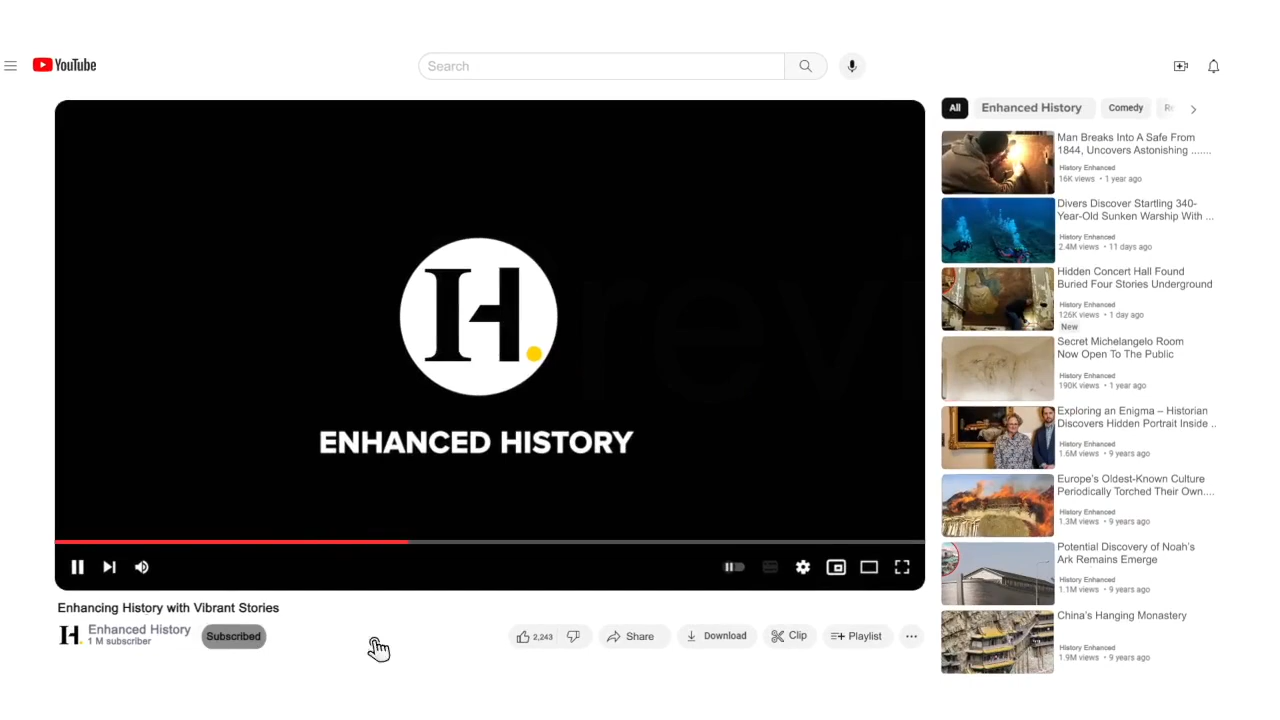 YouTube
Search
All
Enhanced History
Comedy
Re
Man Breaks Into A Safe From
1844, Uncovers Astonishing .......
History Enhanced
16K views • 1 year ago
Divers Discover Startling 340-
Year-Old Sunken Warship With ...
History Enhanced
2.4M views • 11 days ago
Hidden Concert Hall Found
Buried Four Stories Underground
History Enhanced
126K views • 1 day ago
New
Secret Michelangelo Room
Now Open To The Public
History Enhanced
190K views • 1 year ago
Exploring an Enigma – Historian
Discovers Hidden Portrait Inside ..
History Enhanced
1.6M views • 9 years ago
Europe's Oldest-Known Culture
Periodically Torched Their Own....
History Enhanced
1.3M views • 9 years ago
Potential Discovery of Noah's
Ark Remains Emerge
History Enhanced
1.1M views • 9 years ago
China's Hanging Monastery
History Enhanced
1.9M views • 9 years ago
H.
ENHANCED HISTORY
Enhancing History with Vibrant Stories
H.
Enhanced History
1 M subscriber
Subscribed
2,243
Share
Download
Clip
Playlist